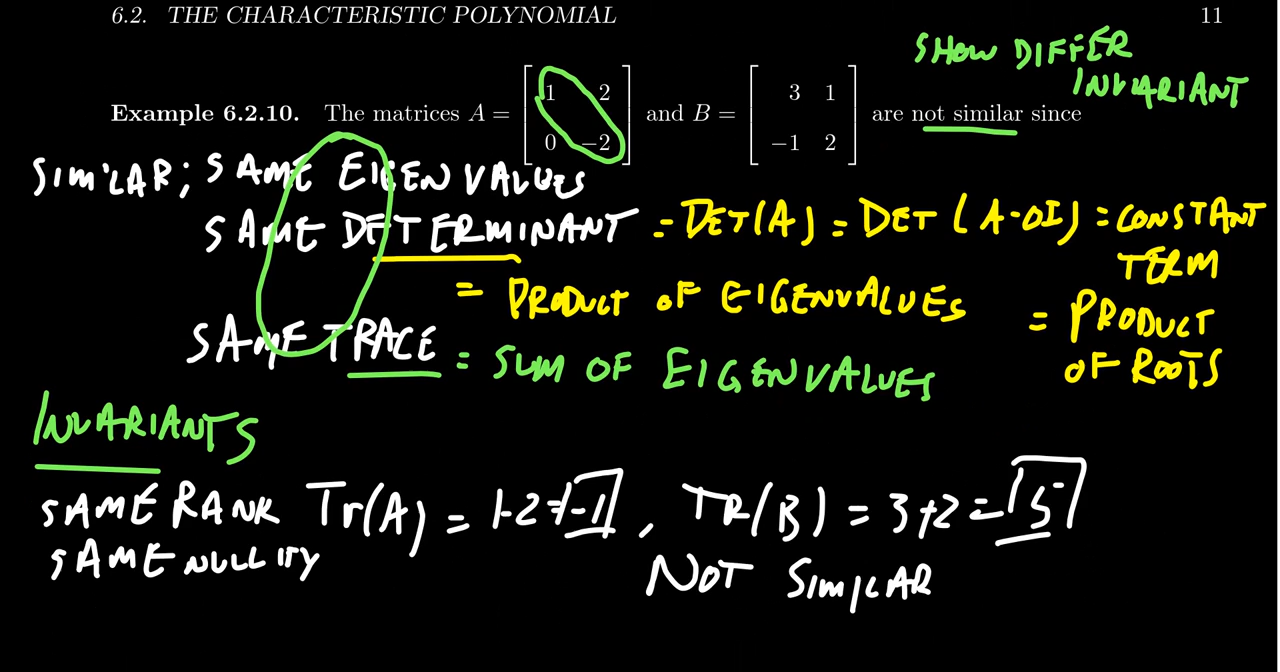 6.2. THE CHARACTERISTIC POLYNOMIAL 11
SHOW DIFFER
INVARIANT
Example 6.2.10. The matrices A = [ 1 2 ; 0 −2 ] and B = [ 3 1 ; −1 2 ] are not similar since
SIMILAR; SAME EIGENVALUES
SAME DETERMINANT = DET(A) = DET(A-0I) = CONSTANT
TERM
= PRODUCT OF EIGENVALUES = PRODUCT
OF ROOTS
SAME TRACE = SUM OF EIGENVALUES
INVARIANTS
SAME RANK Tr(A) = 1-2=-1, TR(B) = 3+2=5
SAME NULLITY NOT SIMILAR